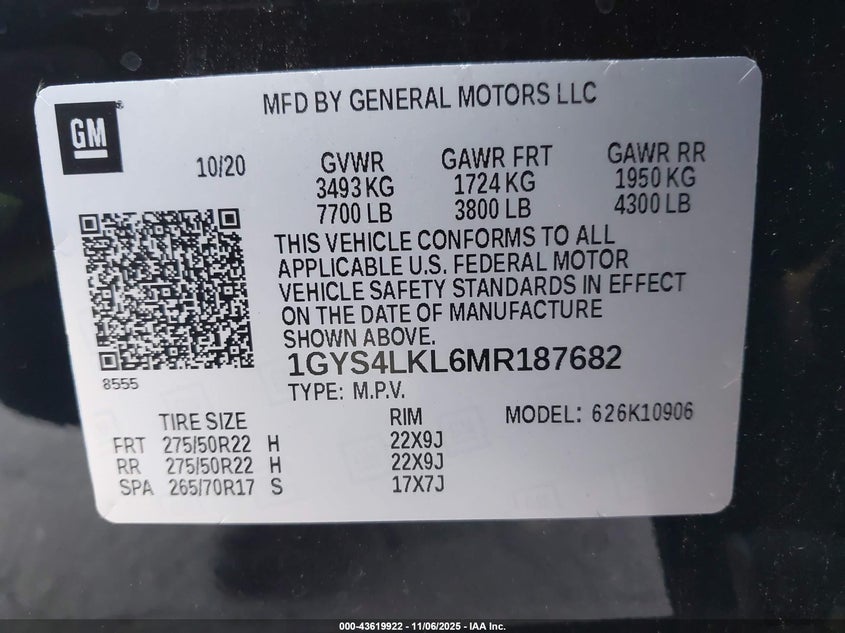 MFD BY GENERAL MOTORS LLC
GM®
10/20
GVWR GAWR FRT GAWR RR
3493 KG 1724 KG 1950 KG
7700 LB 3800 LB 4300 LB
THIS VEHICLE CONFORMS TO ALL
APPLICABLE U.S. FEDERAL MOTOR
VEHICLE SAFETY STANDARDS IN EFFECT
ON THE DATE OF MANUFACTURE
SHOWN ABOVE.
1GYS4LKL6MR187682
8555
TYPE: M.P.V.
TIRE SIZE RIM MODEL: 626K10906
FRT 275/50R22 H 22X9J
RR 275/50R22 H 22X9J
SPA 265/70R17 S 17X7J
000-43619922 - 11/06/2025 - IAA Inc.